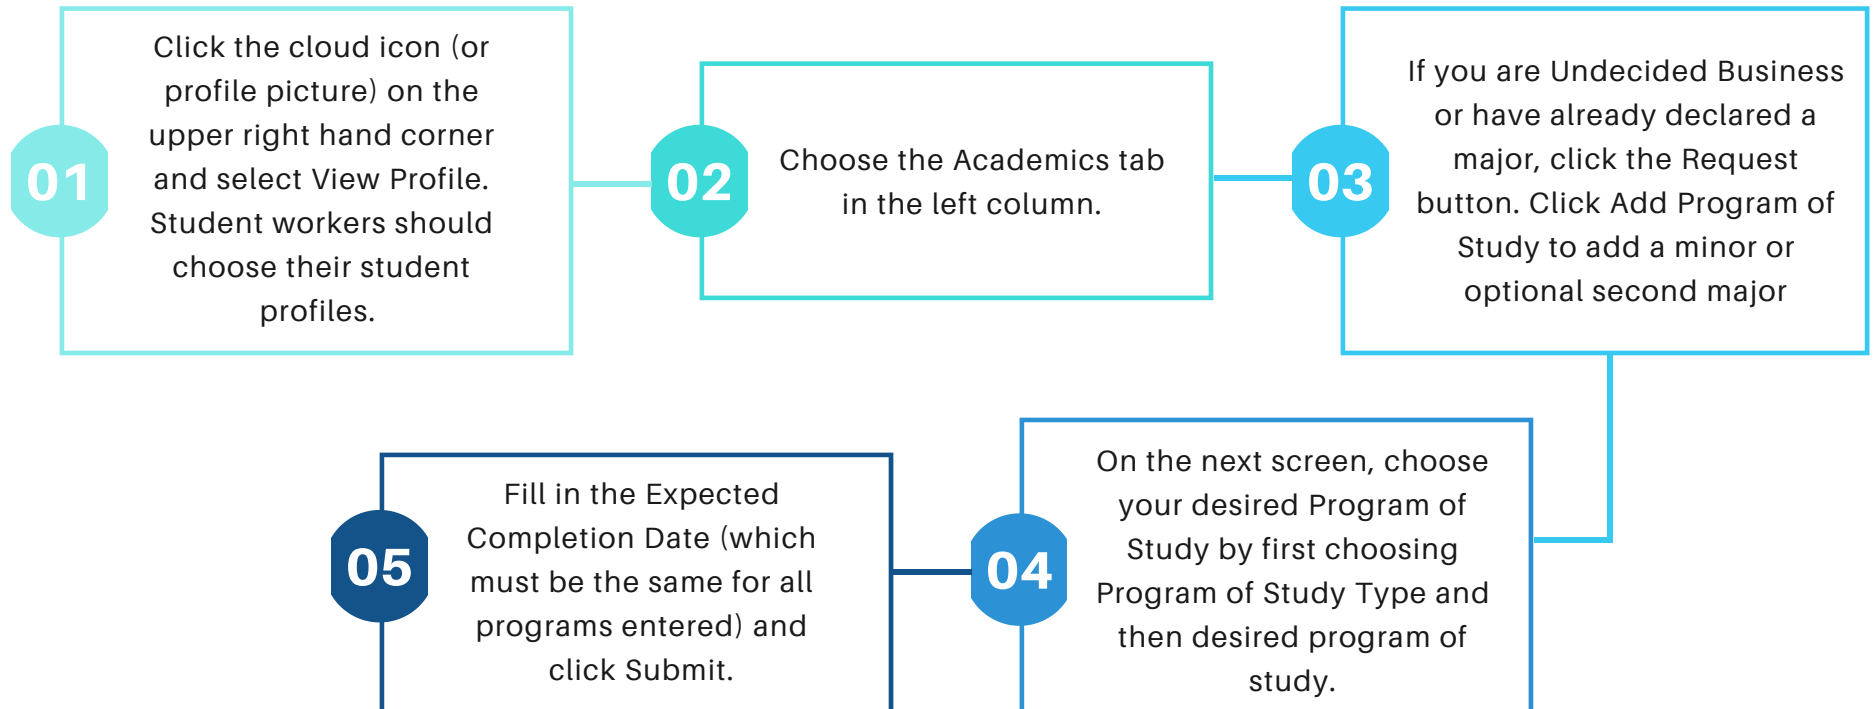 01
Click the cloud icon (or
profile picture) on the
upper right hand corner
and select View Profile.
Student workers should
choose their student
profiles.
02
Choose the Academics tab
in the left column.
03
If you are Undecided Business
or have already declared a
major, click the Request
button. Click Add Program of
Study to add a minor or
optional second major
04
On the next screen, choose
your desired Program of
Study by first choosing
Program of Study Type and
then desired program of
study.
05
Fill in the Expected
Completion Date (which
must be the same for all
programs entered) and
click Submit.